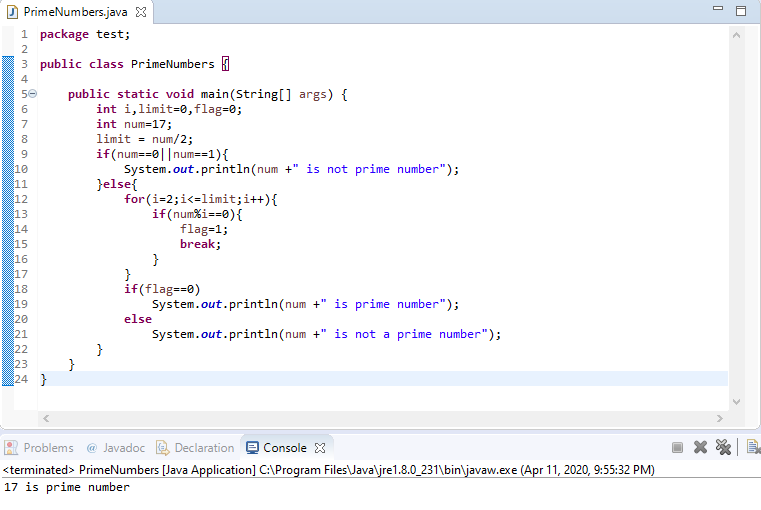 PrimeNumbers.java
1 package test;
2
3 public class PrimeNumbers {
4
5 public static void main(String[] args) {
6 int i,limit=0,flag=0;
7 int num=17;
8 limit = num/2;
9 if(num==0||num==1){
10 System.out.println(num +" is not prime number");
11 }else{
12 for(i=2;i<=limit;i++){
13 if(num%i==0){
14 flag=1;
15 break;
16 }
17 }
18 if(flag==0)
19 System.out.println(num +" is prime number");
20 else
21 System.out.println(num +" is not a prime number");
22 }
23 }
24 }
Problems @ Javadoc Declaration Console
<terminated> PrimeNumbers [Java Application] C:\Program Files\Java\jre1.8.0_231\bin\javaw.exe (Apr 11, 2020, 9:55:32 PM)
17 is prime number